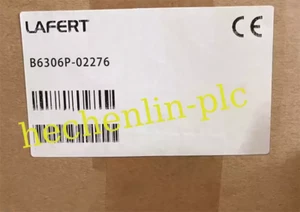 LAFERT CE
B6306P-02276
hechenlin-plc